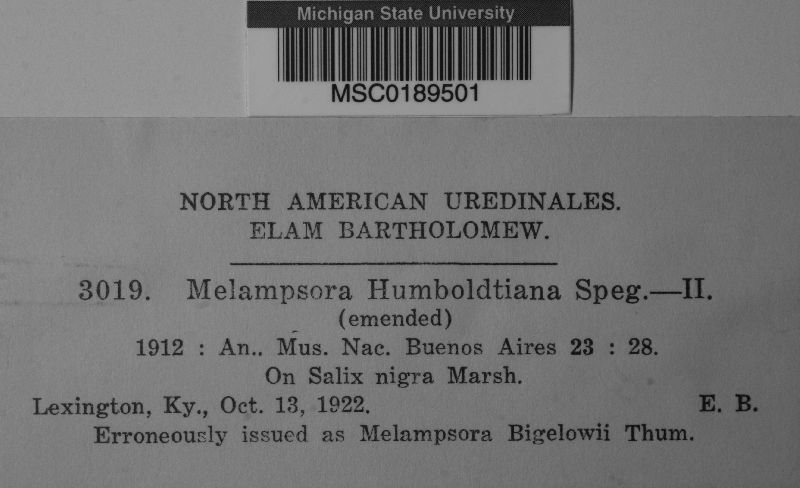 Michigan State University
MSC0189501
NORTH AMERICAN UREDINALES.
ELAM BARTHOLOMEW.
3019. Melampsora Humboldtiana Speg.—II.
(emended)
1912 : An.. Mus. Nac. Buenos Aires 23 : 28.
On Salix nigra Marsh.
Lexington, Ky., Oct. 13, 1922. E. B.
Erroneously issued as Melampsora Bigelowii Thum.